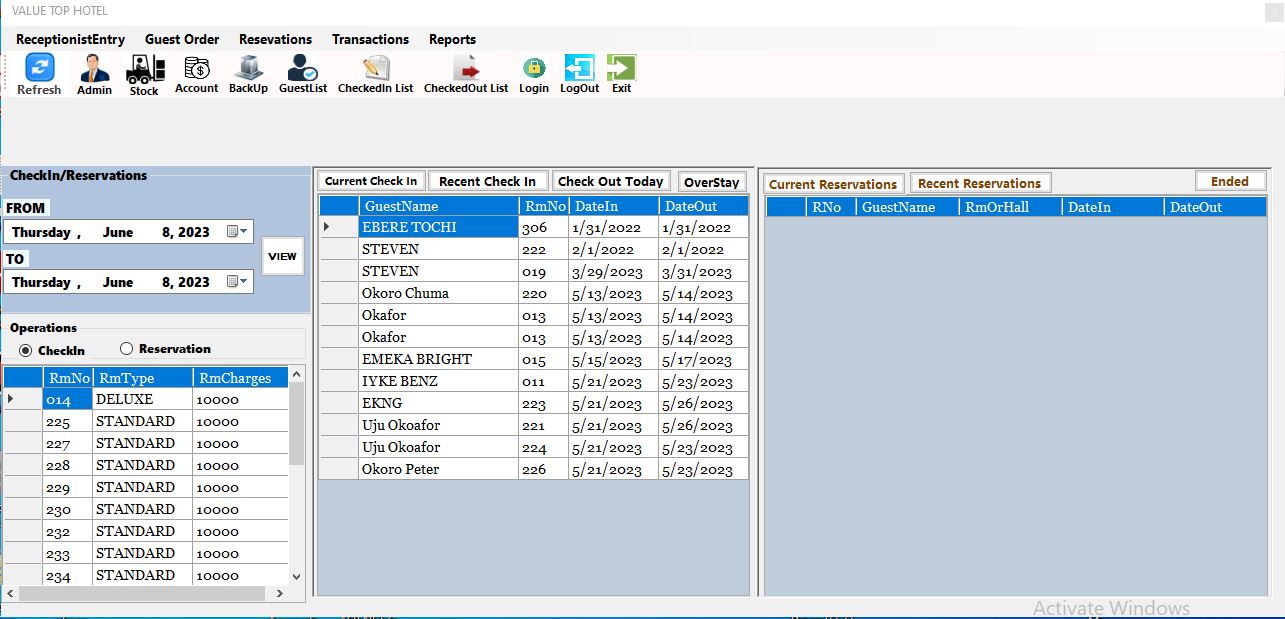 VALUE TOP HOTEL
ReceptionistEntry Guest Order Resevations Transactions Reports
Refresh Admin Stock Account BackUp GuestList CheckedIn List CheckedOut List Login LogOut Exit
CheckIn/Reservations
FROM
Thursday , June 8, 2023
TO
Thursday , June 8, 2023
VIEW
Operations
CheckIn Reservation
RmNo RmType RmCharges
014 DELUXE 10000
225 STANDARD 10000
227 STANDARD 10000
228 STANDARD 10000
229 STANDARD 10000
230 STANDARD 10000
232 STANDARD 10000
233 STANDARD 10000
234 STANDARD 10000
Current Check In Recent Check In Check Out Today OverStay
GuestName RmNo DateIn DateOut
EBERE TOCHI 306 1/31/2022 1/31/2022
STEVEN 222 2/1/2022 2/1/2022
STEVEN 019 3/29/2023 3/31/2023
Okoro Chuma 220 5/13/2023 5/14/2023
Okafor 013 5/13/2023 5/14/2023
Okafor 013 5/13/2023 5/14/2023
EMEKA BRIGHT 015 5/15/2023 5/17/2023
IYKE BENZ 011 5/21/2023 5/23/2023
EKNG 223 5/21/2023 5/26/2023
Uju Okoafor 221 5/21/2023 5/26/2023
Uju Okoafor 224 5/21/2023 5/23/2023
Okoro Peter 226 5/21/2023 5/23/2023
Current Reservations Recent Reservations Ended
RNo GuestName RmOrHall DateIn DateOut
Activate Windows